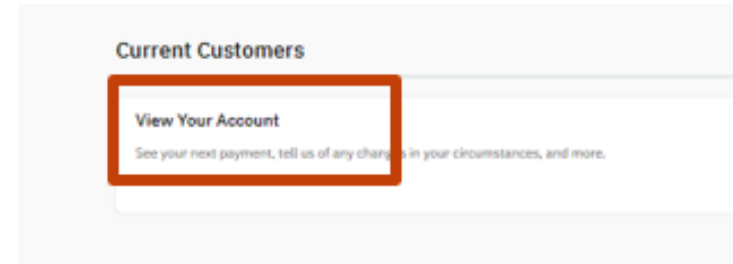 Current Customers
View Your Account
See your next payment, tell us of any changes in your circumstances, and more.